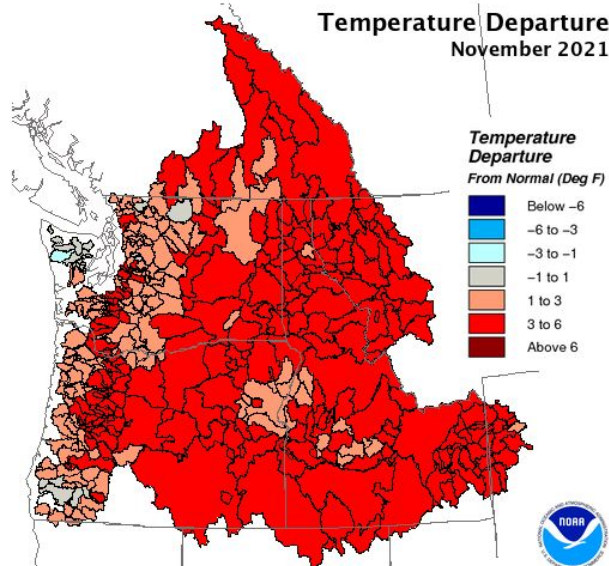 Temperature Departure
November 2021
Temperature
Departure
From Normal (Deg F)
Below -6
-6 to -3
-3 to -1
-1 to 1
1 to 3
3 to 6
Above 6
NOAA